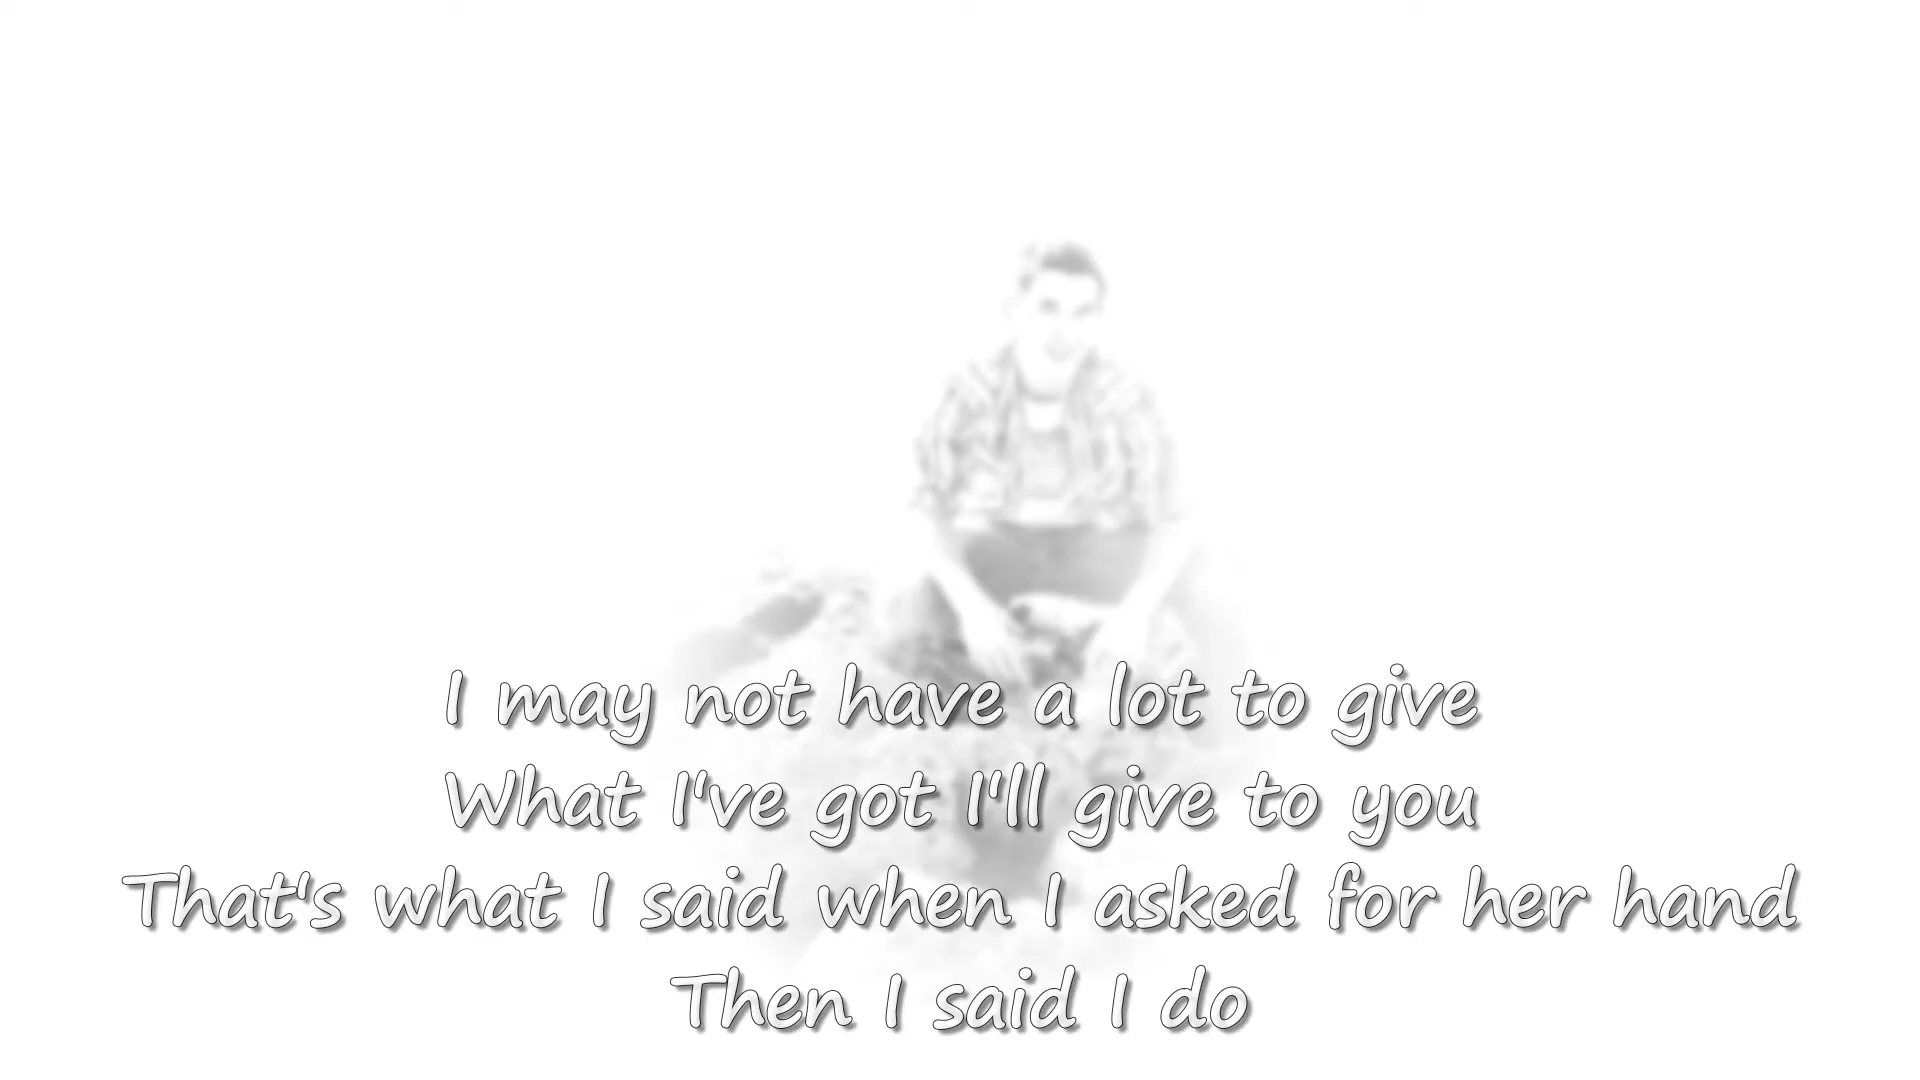 I may not have a lot to give
What I've got I'll give to you
That's what I said when I asked for her hand
Then I said I do